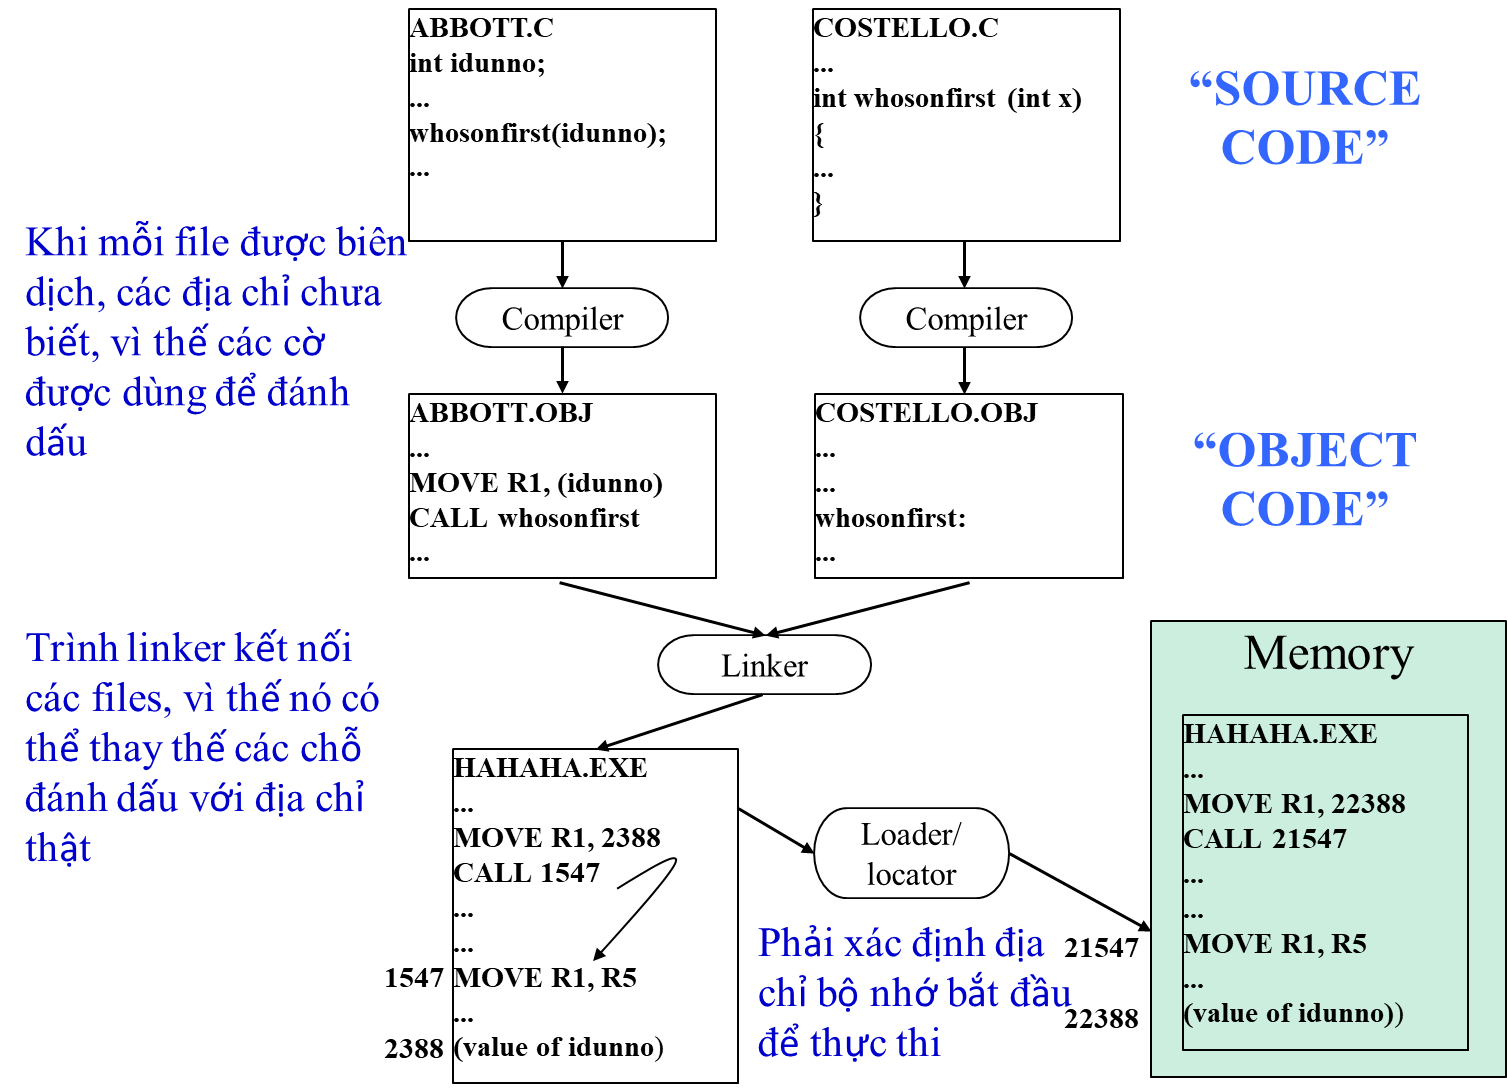 ABBOTT.C
int idunno;
...
whosonfirst(idunno);
...
COSTELLO.C
...
int whosonfirst (int x)
{
...
}
“SOURCE
CODE”
Khi mỗi file được biên
dịch, các địa chỉ chưa
biết, vì thế các cờ
được dùng để đánh
dấu
Compiler
Compiler
ABBOTT.OBJ
...
MOVE R1, (idunno)
CALL whosonfirst
...
COSTELLO.OBJ
...
...
whosonfirst:
...
“OBJECT
CODE”
Trình linker kết nối
các files, vì thế nó có
thể thay thế các chỗ
đánh dấu với địa chỉ
thật
Linker
HAHAHA.EXE
...
MOVE R1, 2388
CALL 1547
...
...
1547 MOVE R1, R5
...
2388 (value of idunno)
Loader/
locator
Phải xác định địa
chỉ bộ nhớ bắt đầu
để thực thi
Memory
HAHAHA.EXE
...
MOVE R1, 22388
CALL 21547
...
...
21547 MOVE R1, R5
...
22388 (value of idunno))